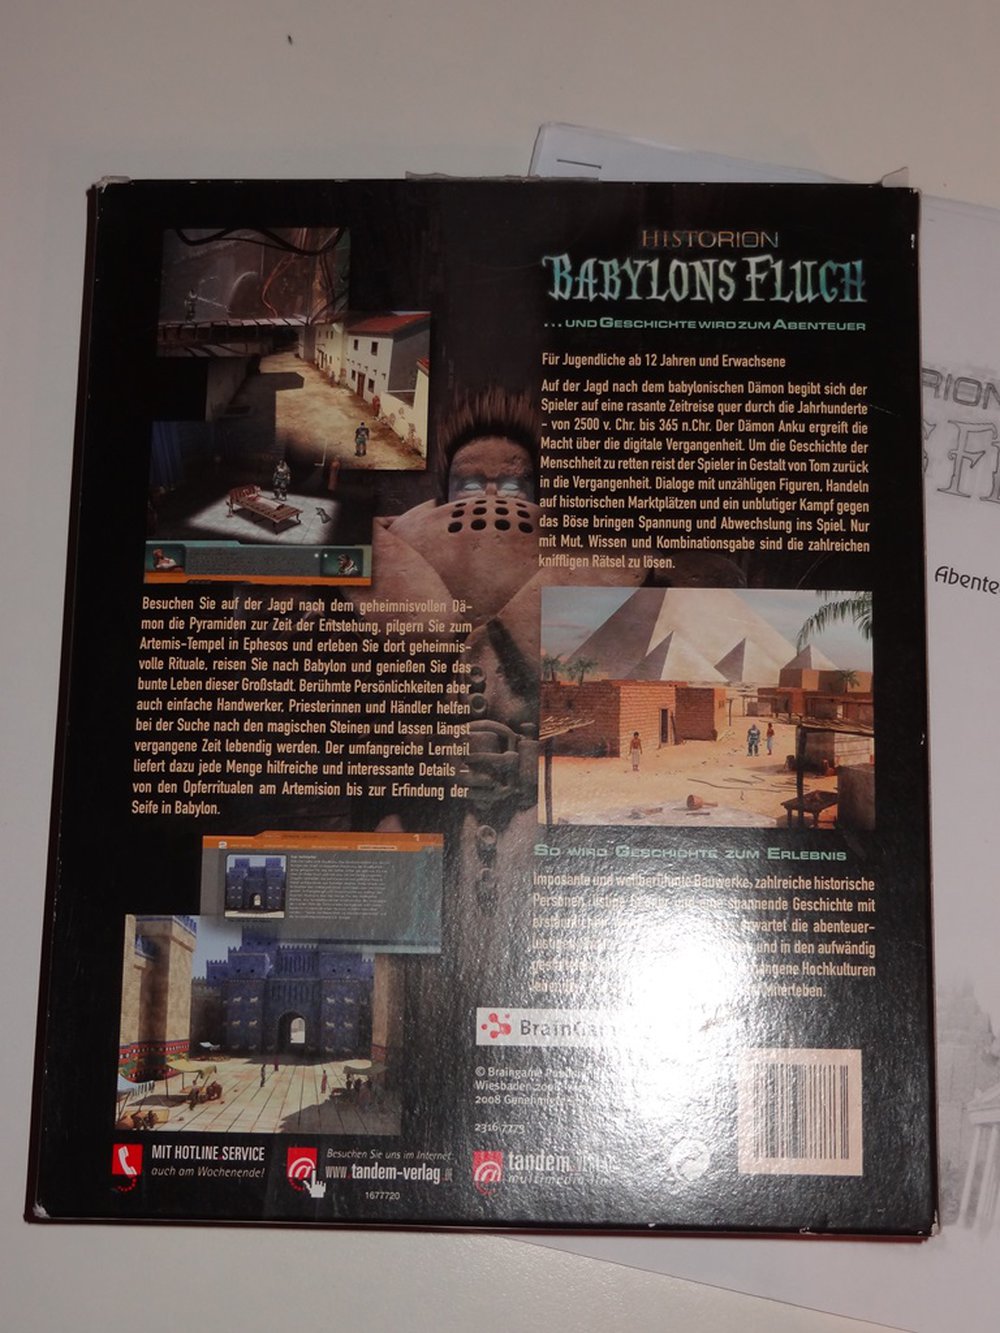 HISTORION
BABYLONS FLUCH
...UND GESCHICHTE WIRD ZUM ABENTEUER
Für Jugendliche ab 12 Jahren und Erwachsene
Auf der Jagd nach dem babylonischen Dämon begibt sich der
Spieler auf eine rasante Zeitreise quer durch die Jahrhunderte
– von 2500 v. Chr. bis 365 n.Chr. Der Dämon Anku ergreift die
Macht über die digitale Vergangenheit. Um die Geschichte der
Menschheit zu retten reist der Spieler in Gestalt von Tom zurück
in die Vergangenheit. Dialoge mit unzähligen Figuren, Handeln
auf historischen Marktplätzen und ein unblutiger Kampf gegen
das Böse bringen Spannung und Abwechslung ins Spiel. Nur
mit Mut, Wissen und Kombinationsgabe sind die zahlreichen
kniffligen Rätsel zu lösen.
Besuchen Sie auf der Jagd nach dem geheimnisvollen Dä-
mon die Pyramiden zur Zeit der Entstehung, pilgern Sie zum
Artemis-Tempel in Ephesos und erleben Sie dort geheimnis-
volle Rituale, reisen Sie nach Babylon und genießen Sie das
bunte Leben dieser Großstadt. Berühmte Persönlichkeiten aber
auch einfache Handwerker, Priesterinnen und Händler helfen
bei der Suche nach den magischen Steinen und lassen längst
vergangene Zeit lebendig werden. Der umfangreiche Lernteil
liefert dazu jede Menge hilfreiche und interessante Details –
von den Opferritualen am Artemision bis zur Erfindung der
Seife in Babylon.
SO WIRD GESCHICHTE ZUM ERLEBNIS
Imposante und weltberühmte Bauwerke, zahlreiche historische
Personen und eine spannende Geschichte mit
erwartet die abenteuer-
und in den aufwändig
Hochkulturen
Miterleben.
BrainGa
© Braingame
Wiesbaden
2008
2316-7273
MIT HOTLINE.SERVICE
auch am Wochenende!
Besuchen Sie uns im Internet
www.tandem-verlag.de
1677720
tandem
multimedia
RION
Abente